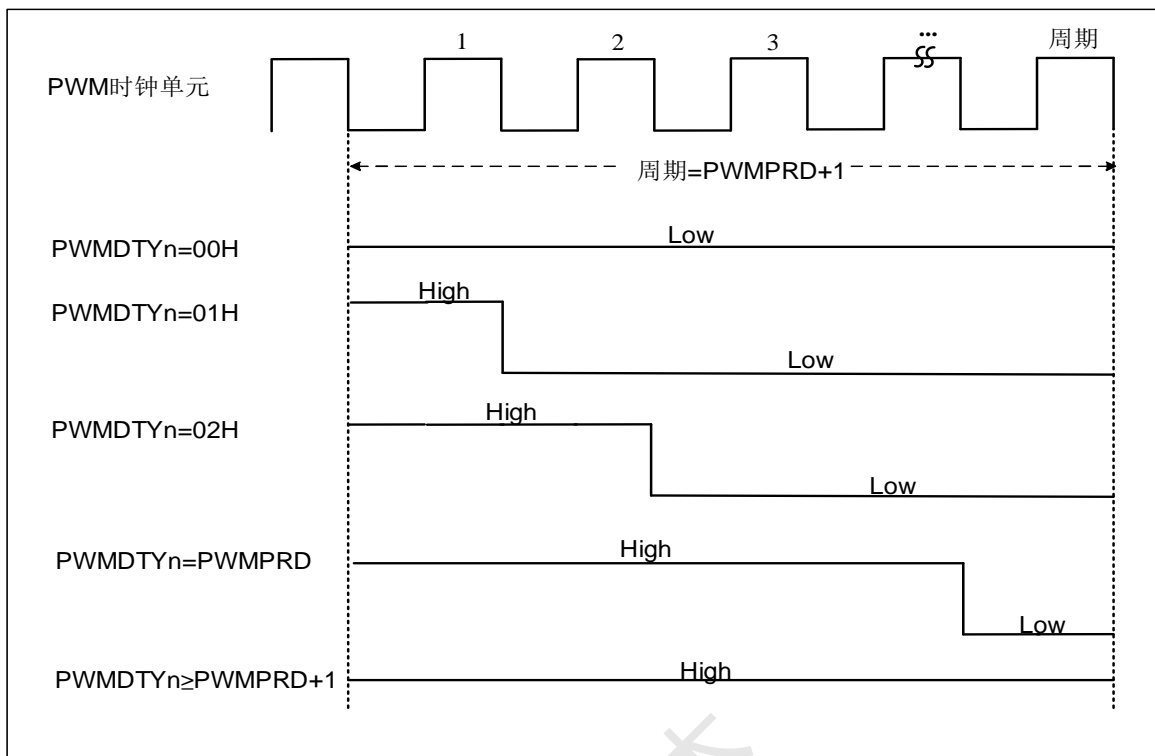 1 2 3 ... 周期
PWM时钟单元
周期=PWMPRD+1
PWMDTYn=00H Low
PWMDTYn=01H High Low
PWMDTYn=02H High Low
PWMDTYn=PWMPRD High Low
PWMDTYn≥PWMPRD+1 High